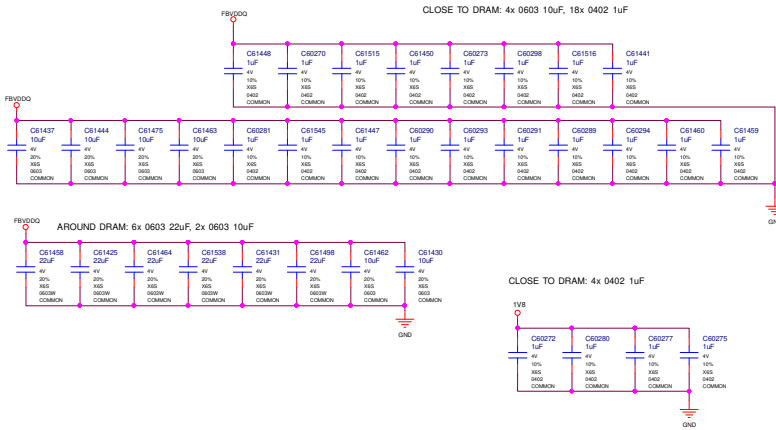 CLOSE TO DRAM: 4x 0603 10uF, 18x 0402 1uF
FBVDDQ
C61448 C60270 C61515 C61450 C60273 C60298 C61516 C61441
1uF 1uF 1uF 1uF 1uF 1uF 1uF 1uF
4V 4V 4V 4V 4V 4V 4V 4V
10% 10% 10% 10% 10% 10% 10% 10%
X6S X6S X6S X6S X6S X6S X6S X6S
0402 0402 0402 0402 0402 0402 0402 0402
COMMON COMMON COMMON COMMON COMMON COMMON COMMON COMMON
FBVDDQ
C61437 C61444 C61475 C61463 C60281 C61545 C61447 C60290 C60293 C60291 C60289 C60294 C61460 C61459
10uF 10uF 10uF 10uF 1uF 1uF 1uF 1uF 1uF 1uF 1uF 1uF 1uF 1uF
4V 4V 4V 4V 4V 4V 4V 4V 4V 4V 4V 4V 4V 4V
20% 20% 20% 20% 10% 10% 10% 10% 10% 10% 10% 10% 10% 10%
X6S X6S X6S X6S X6S X6S X6S X6S X6S X6S X6S X6S X6S X6S
0603 0603 0603 0603 0402 0402 0402 0402 0402 0402 0402 0402 0402 0402
COMMON COMMON COMMON COMMON COMMON COMMON COMMON COMMON COMMON COMMON COMMON COMMON COMMON COMMON
AROUND DRAM: 6x 0603 22uF, 2x 0603 10uF
FBVDDQ
C61458 C61425 C61464 C61538 C61431 C61498 C61462 C61430
22uF 22uF 22uF 22uF 22uF 22uF 10uF 10uF
4V 4V 4V 4V 4V 4V 4V 4V
20% 20% 20% 20% 20% 20% 20% 20%
X6S X6S X6S X6S X6S X6S X6S X6S
0603W 0603W 0603W 0603W 0603W 0603W 0603 0603
COMMON COMMON COMMON COMMON COMMON COMMON COMMON COMMON
GND
CLOSE TO DRAM: 4x 0402 1uF
1V8
C60272 C60280 C60277 C60275
1uF 1uF 1uF 1uF
4V 4V 4V 4V
10% 10% 10% 10%
X6S X6S X6S X6S
0402 0402 0402 0402
COMMON COMMON COMMON COMMON
GND